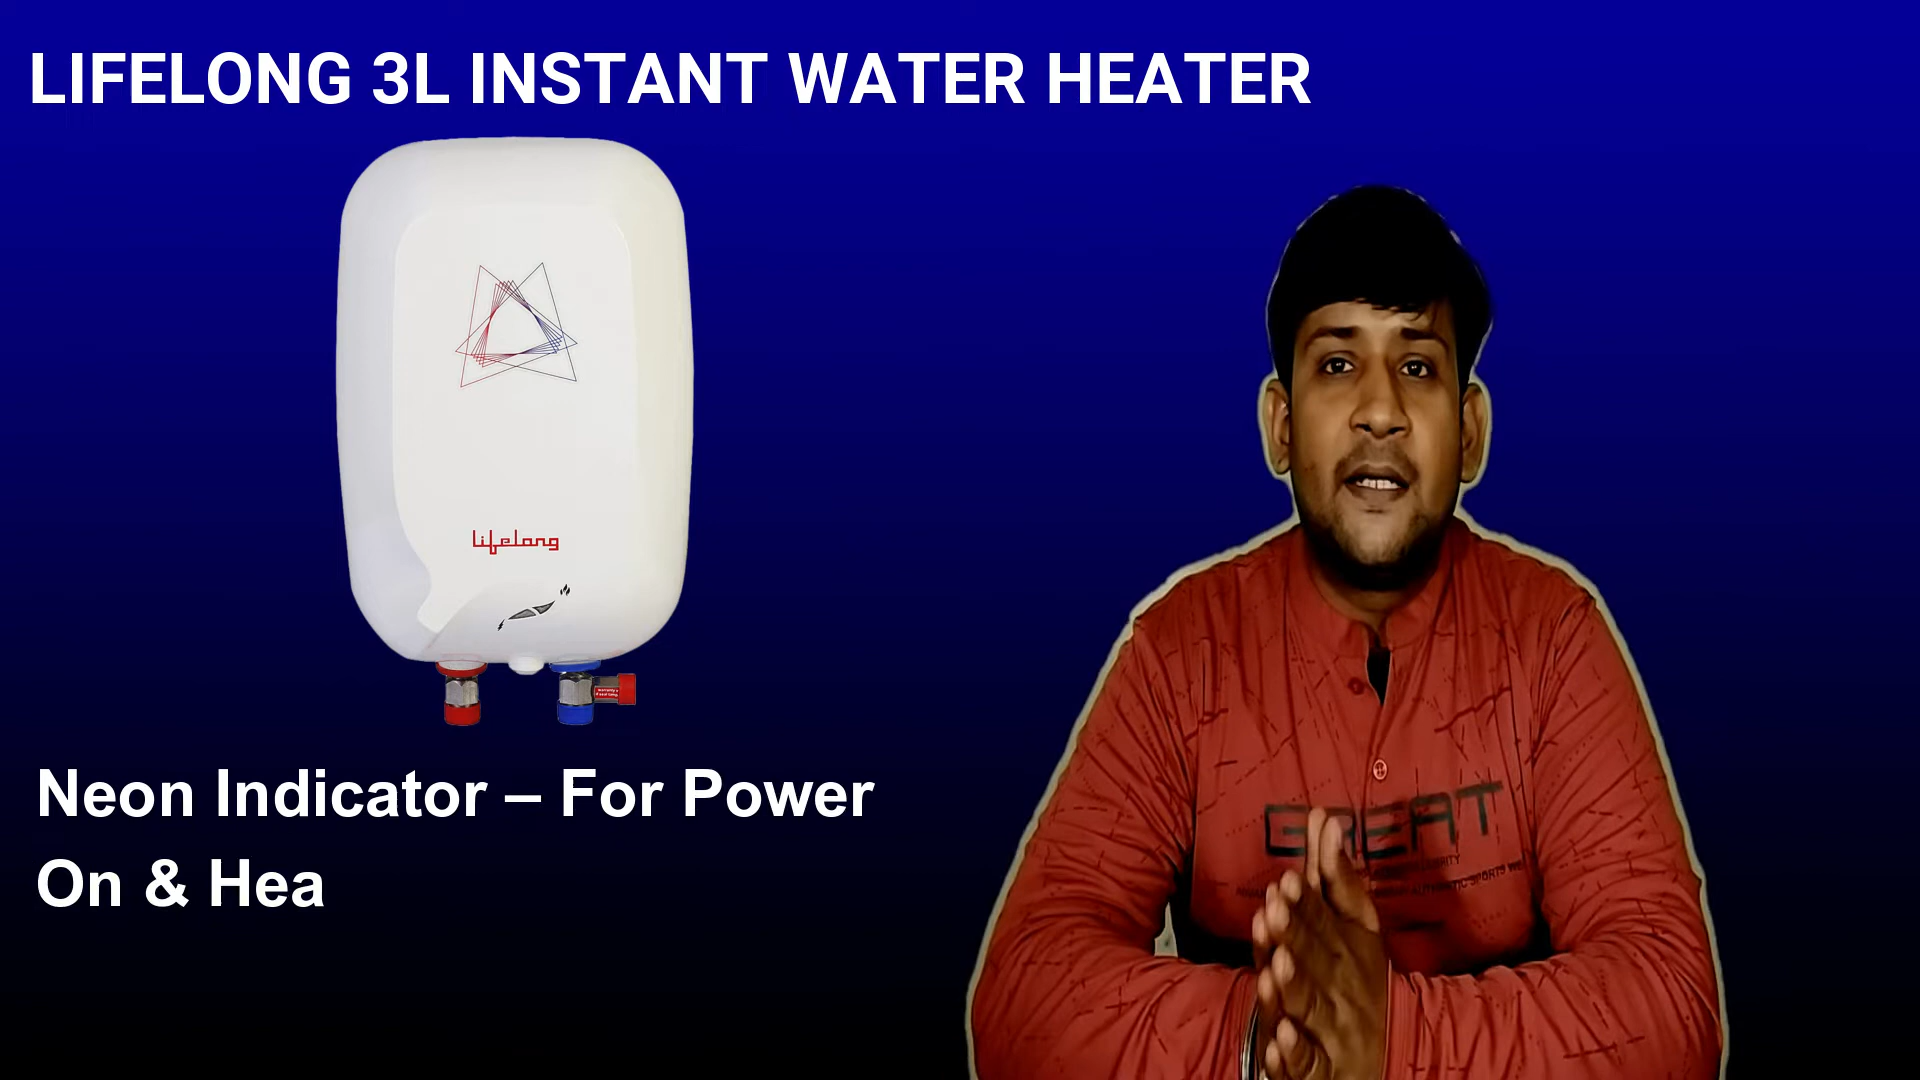 LIFELONG 3L INSTANT WATER HEATER
lifelong
Neon Indicator – For Power
On & Hea
GREAT